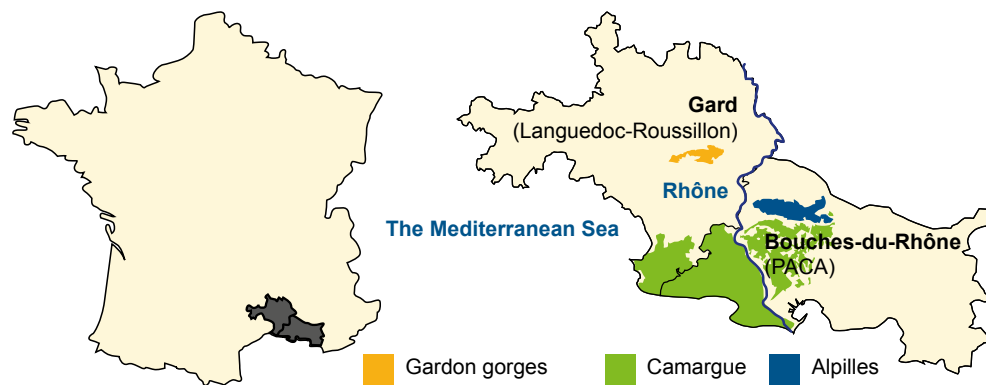 Gard
(Languedoc-Roussillon)
Rhône
The Mediterranean Sea
Bouches-du-Rhône
(PACA)
Gardon gorges
Camargue
Alpilles